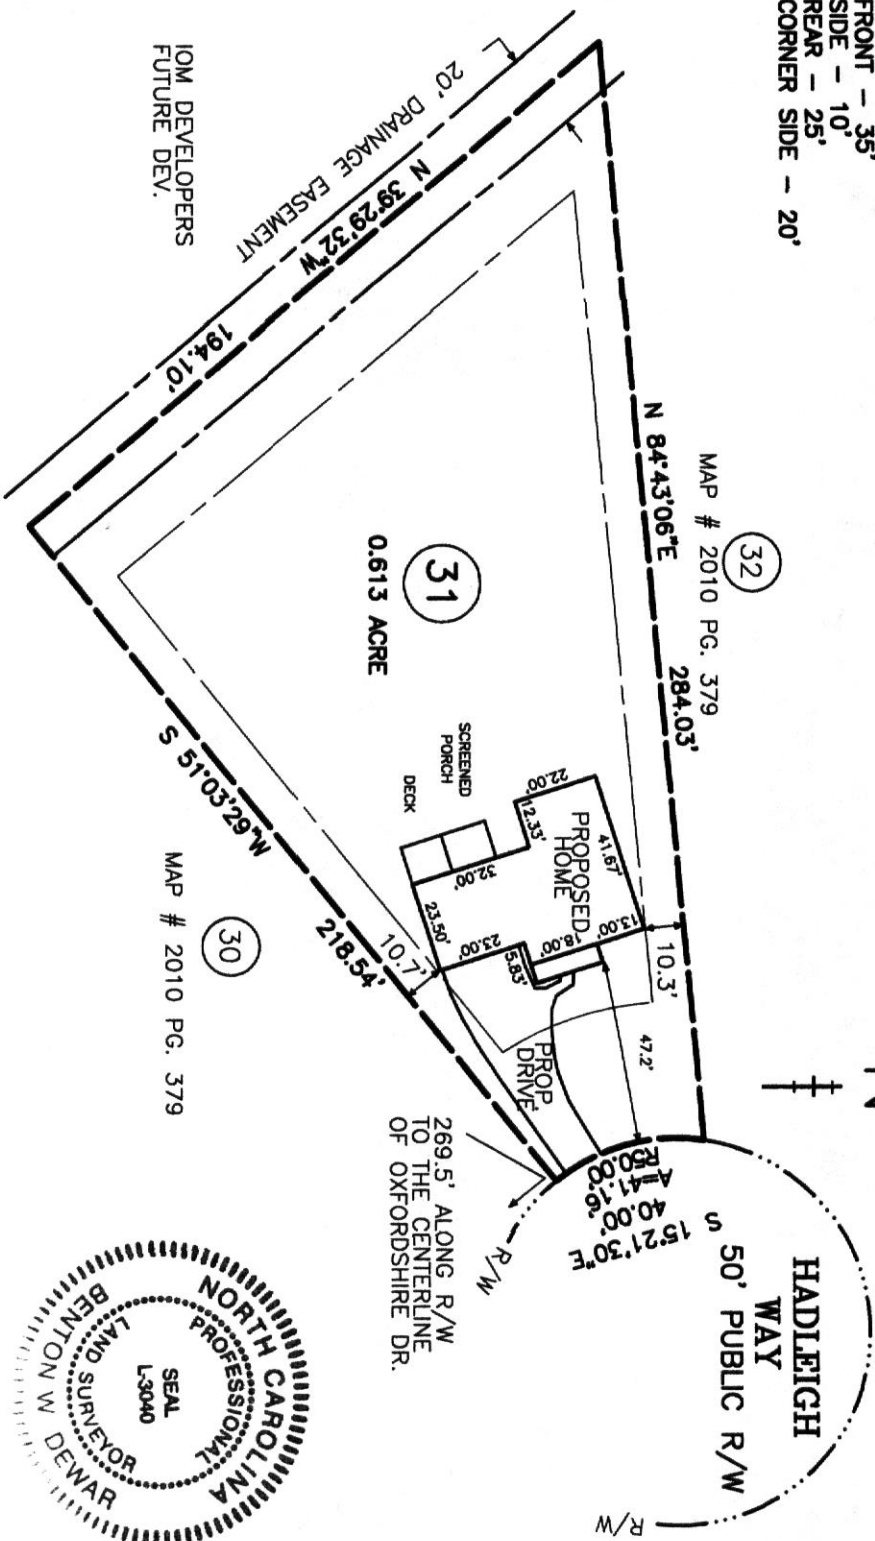 FRONT - 35'
SIDE - 10'
REAR - 25'
CORNER SIDE - 20'
N
32
MAP # 2010 PG. 379
N 84°43'06"E
284.03'
20' DRAINAGE EASEMENT
N 39°29'32"W
194.10'
IOM DEVELOPERS
FUTURE DEV.
31
0.613 ACRE
SCREENED
PORCH
DECK
PROPOSED
HOME
22.00'
41.67'
12.33'
13.00'
32.00'
18.00'
23.50'
23.00'
5.83'
10.3'
10.7'
47.2'
PROP
DRIVE
S 51°03'29"W
218.54'
30
MAP # 2010 PG. 379
HADLEIGH
WAY
50' PUBLIC R/W
S 15°21'30"E
40.00'
A = 41.16'
R = 50.00'
R/W
R/W
269.5' ALONG R/W
TO THE CENTERLINE
OF OXFORDSHIRE DR.
NORTH CAROLINA
PROFESSIONAL
SEAL
L-3040
LAND SURVEYOR
BENTON W DEWAR